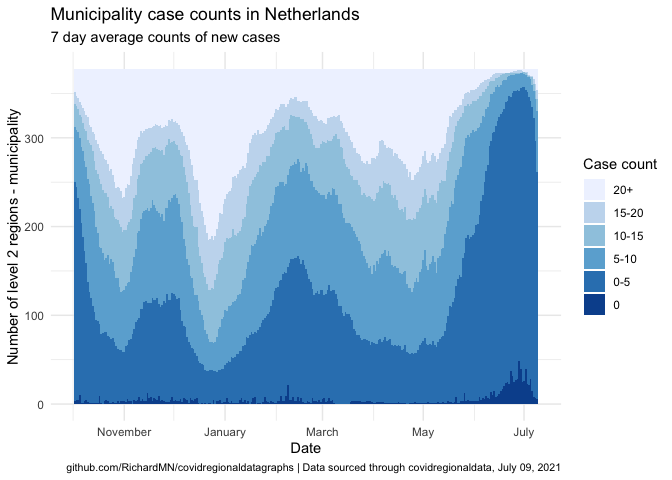 Municipality case counts in Netherlands
7 day average counts of new cases
Number of level 2 regions - municipality
300
200
100
0
November
January
March
May
July
Date
Case count
20+
15-20
10-15
5-10
0-5
0
github.com/RichardMN/covidregionaldatagraphs | Data sourced through covidregionaldata, July 09, 2021